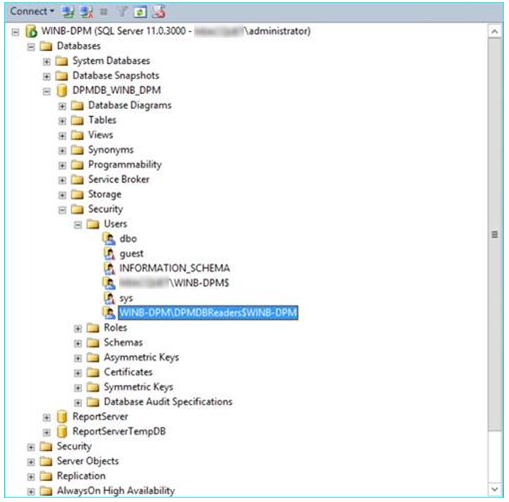 Connect
WINB-DPM (SQL Server 11.0.3000 - \administrator)
Databases
System Databases
Database Snapshots
DPMDB_WINB_DPM
Database Diagrams
Tables
Views
Synonyms
Programmability
Service Broker
Storage
Security
Users
dbo
guest
INFORMATION_SCHEMA
\WINB-DPM$
sys
WINB-DPM\DPMDBReaders$WINB-DPM
Roles
Schemas
Asymmetric Keys
Certificates
Symmetric Keys
Database Audit Specifications
ReportServer
ReportServerTempDB
Security
Server Objects
Replication
AlwaysOn High Availability